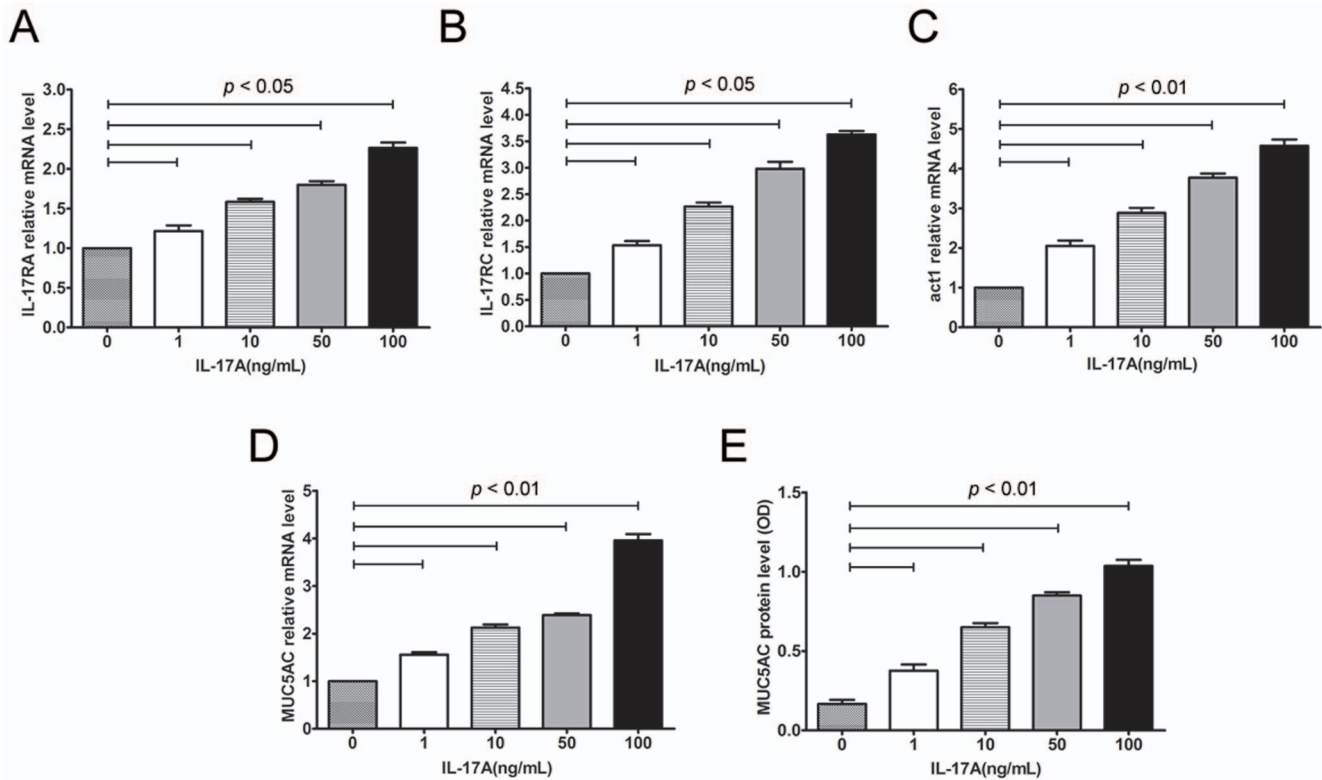 A
p < 0.05
IL-17RA relative mRNA level
3.0
2.5
2.0
1.5
1.0
0.5
0.0
0 1 10 50 100
IL-17A(ng/mL)
B
p < 0.05
IL-17RC relative mRNA level
4.5
4.0
3.5
3.0
2.5
2.0
1.5
1.0
0.5
0.0
0 1 10 50 100
IL-17A(ng/mL)
C
p < 0.01
act1 relative mRNA level
6
5
4
3
2
1
0
0 1 10 50 100
IL-17A(ng/mL)
D
p < 0.01
MUC5AC relative mRNA level
5
4
3
2
1
0
0 1 10 50 100
IL-17A(ng/mL)
E
p < 0.01
MUC5AC protein level (OD)
1.5
1.0
0.5
0.0
0 1 10 50 100
IL-17A(ng/mL)